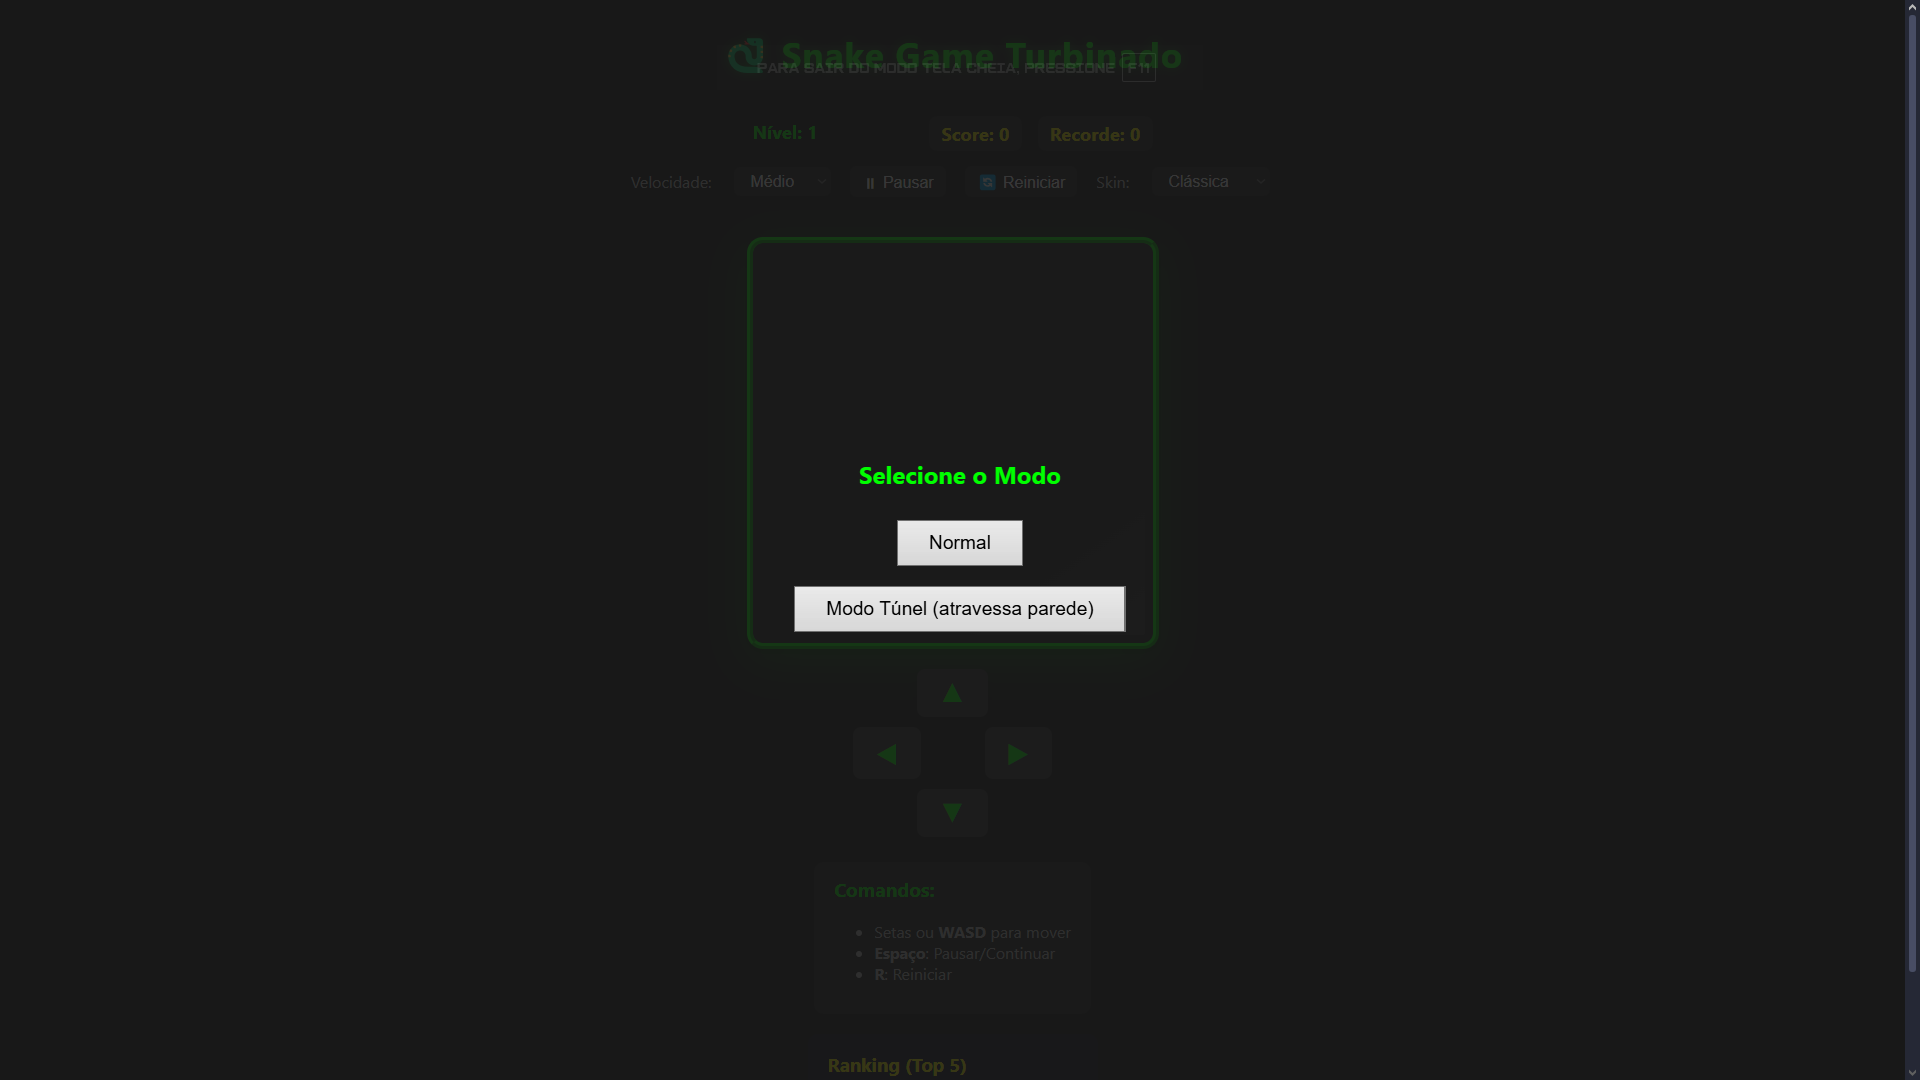 Snake Game Turbinado
PARA SAIR DO MODO TELA CHEIA, PRESSIONE F11
Nível: 1 Score: 0 Recorde: 0
Velocidade: Médio Pausar Reiniciar Skin: Clássica
Selecione o Modo
Normal
Modo Túnel (atravessa parede)
Comandos:
Setas ou WASD para mover
Espaço: Pausar/Continuar
R: Reiniciar
Ranking (Top 5)